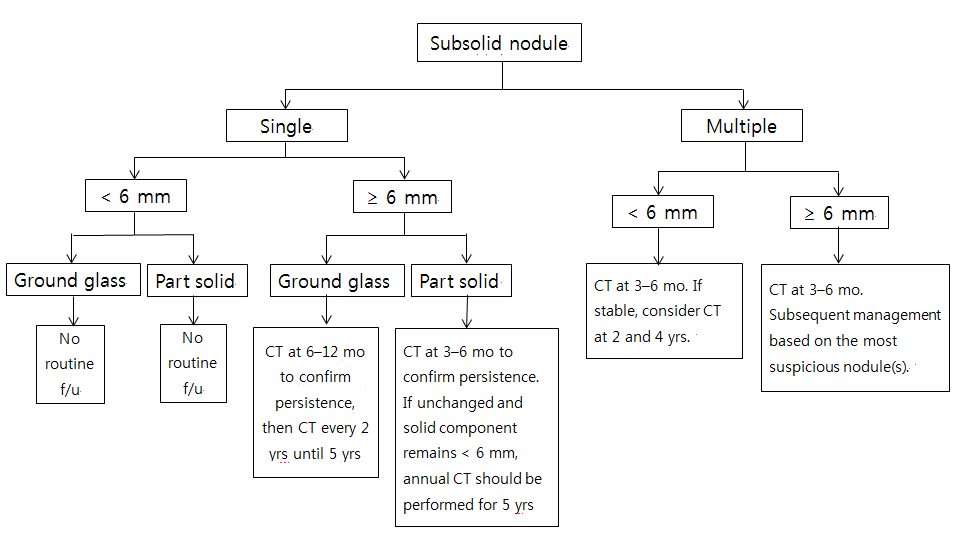 Subsolid nodule
Single
Multiple
< 6 mm
≥ 6 mm
< 6 mm
≥ 6 mm
Ground glass
Part solid
Ground glass
Part solid
No
routine
f/u
No
routine
f/u
CT at 6–12 mo
to confirm
persistence,
then CT every 2
yrs until 5 yrs
CT at 3–6 mo to
confirm persistence.
If unchanged and
solid component
remains < 6 mm,
annual CT should be
performed for 5 yrs
CT at 3–6 mo. If
stable, consider CT
at 2 and 4 yrs.
CT at 3–6 mo.
Subsequent management
based on the most
suspicious nodule(s).